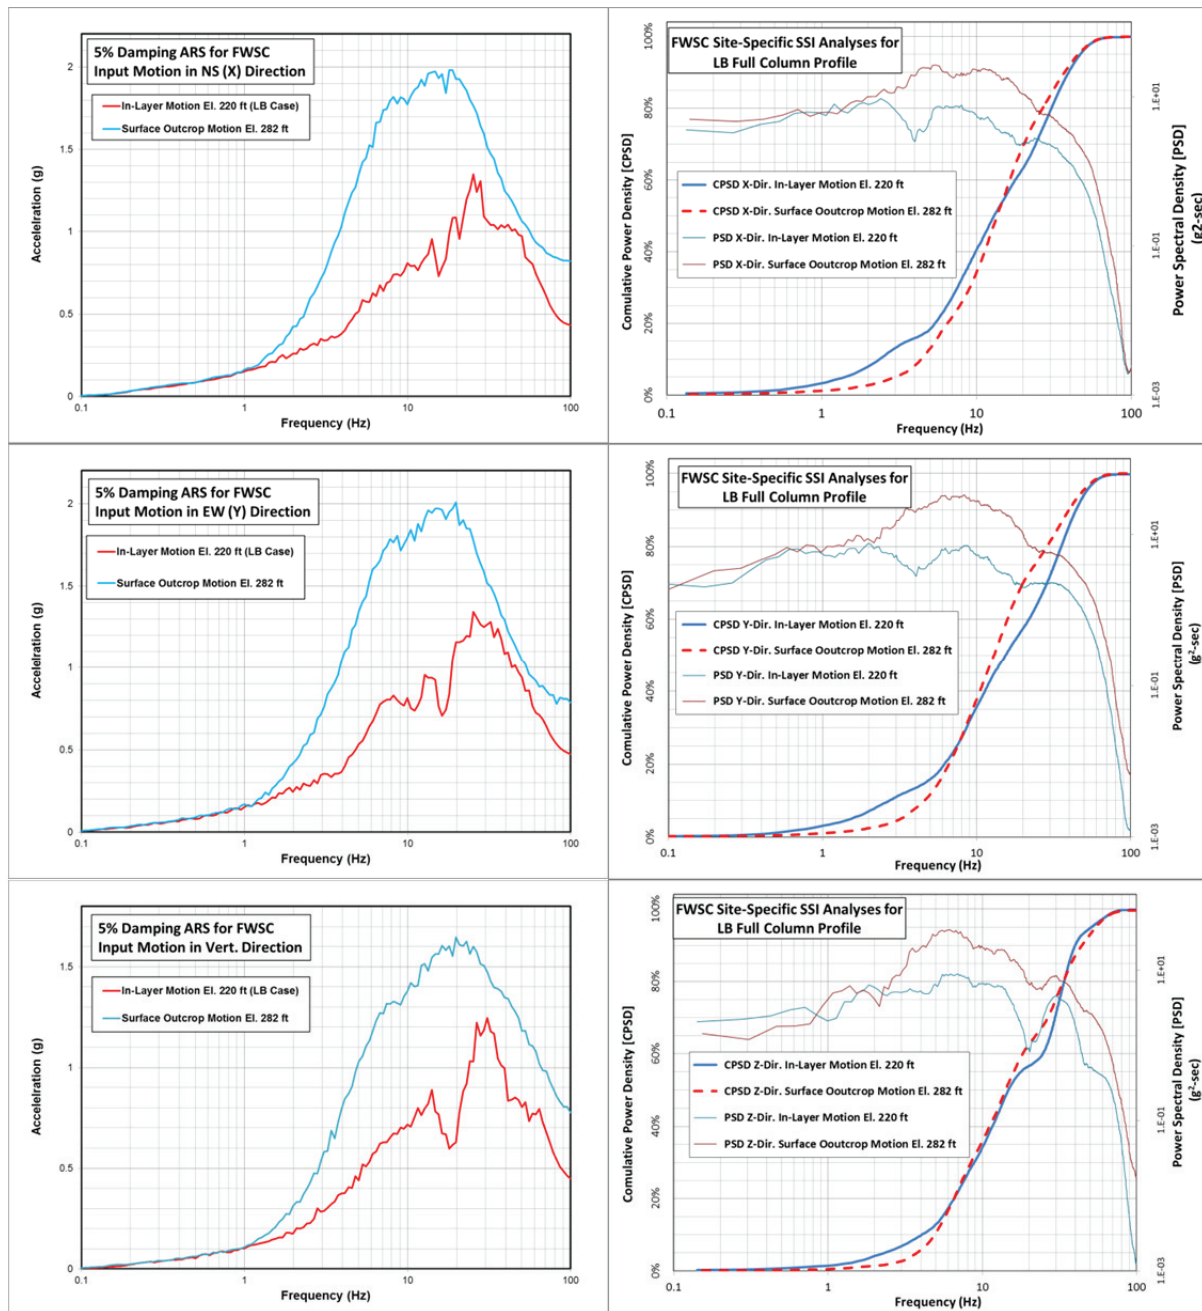 5% Damping ARS for FWSC
Input Motion in NS (X) Direction
In-Layer Motion El. 220 ft (LB Case)
Surface Outcrop Motion El. 282 ft
Accelelration (g)
2
1.5
1
0.5
0
0.1
1
10
100
Frequency (Hz)
FWSC Site-Specific SSI Analyses for
LB Full Column Profile
CPSD X-Dir. In-Layer Motion El. 220 ft
CPSD X-Dir. Surface Ooutcrop Motion El. 282 ft
PSD X-Dir. In-Layer Motion El. 220 ft
PSD X-Dir. Surface Ooutcrop Motion El. 282 ft
Comulative Power Density [CPSD]
100%
80%
60%
40%
20%
0%
0.1
1
10
100
Frequency (Hz)
1.E+01
1.E-01
1.E-03
Power Spectral Density [PSD]
(g2-sec)
5% Damping ARS for FWSC
Input Motion in EW (Y) Direction
In-Layer Motion El. 220 ft (LB Case)
Surface Outcrop Motion El. 282 ft
Accelelration (g)
2
1.5
1
0.5
0
0.1
1
10
100
Frequency (Hz)
FWSC Site-Specific SSI Analyses for
LB Full Column Profile
CPSD Y-Dir. In-Layer Motion El. 220 ft
CPSD Y-Dir. Surface Ooutcrop Motion El. 282 ft
PSD Y-Dir. In-Layer Motion El. 220 ft
PSD Y-Dir. Surface Ooutcrop Motion El. 282 ft
Comulative Power Density [CPSD]
100%
80%
60%
40%
20%
0%
0.1
1
10
100
Frequency (Hz)
1.E+01
1.E-01
1.E-03
Power Spectral Density [PSD]
(g²-sec)
5% Damping ARS for FWSC
Input Motion in Vert. Direction
In-Layer Motion El. 220 ft (LB Case)
Surface Outcrop Motion El. 282 ft
Accelelration (g)
1.5
1
0.5
0
0.1
1
10
100
Frequency (Hz)
FWSC Site-Specific SSI Analyses for
LB Full Column Profile
CPSD Z-Dir. In-Layer Motion El. 220 ft
CPSD Z-Dir. Surface Ooutcrop Motion El. 282 ft
PSD Z-Dir. In-Layer Motion El. 220 ft
PSD Z-Dir. Surface Ooutcrop Motion El. 282 ft
Comulative Power Density [CPSD]
100%
80%
60%
40%
20%
0%
0.1
1
10
100
Frequency (Hz)
1.E+01
1.E-01
1.E-03
Power Spectral Density [PSD]
(g²-sec)